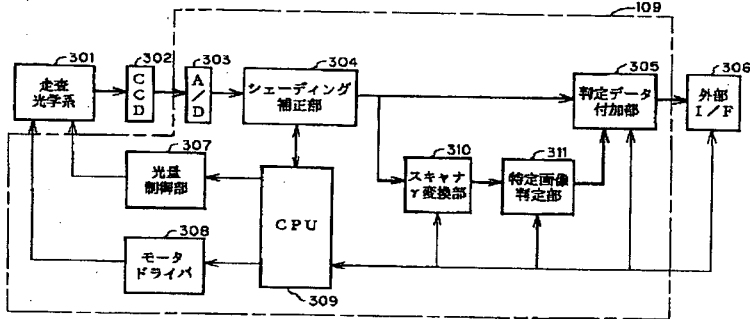 109
301
302
303
304
305
306
走査
光学系
C
C
D
A
/
D
シェーディング
補正部
判定データ
付加部
外部
I/F
307
光量
制御部
310
スキャナ
γ変換部
311
特定画像
判定部
CPU
308
モータ
ドライバ
309